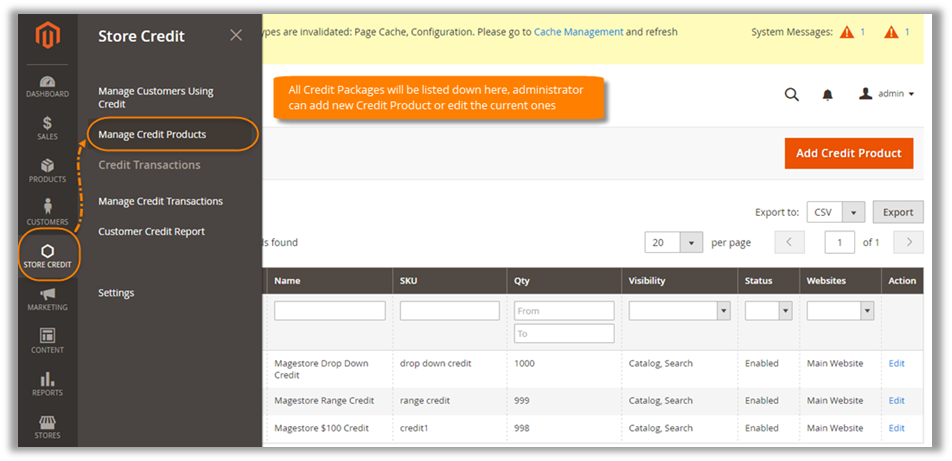 Store Credit
ypes are invalidated: Page Cache, Configuration. Please go to Cache Management and refresh
System Messages: 1 1
DASHBOARD
SALES
PRODUCTS
CUSTOMERS
STORE CREDIT
MARKETING
CONTENT
REPORTS
STORES
Manage Customers Using
Credit
Manage Credit Products
Credit Transactions
Manage Credit Transactions
Customer Credit Report
Settings
All Credit Packages will be listed down here, administrator
can add new Credit Product or edit the current ones
admin
Add Credit Product
Export to: CSV Export
ds found
20 per page 1 of 1
Name SKU Qty Visibility Status Websites Action
From
To
Magestore Drop Down
Credit
drop down credit 1000 Catalog, Search Enabled Main Website Edit
Magestore Range Credit range credit 999 Catalog, Search Enabled Main Website Edit
Magestore $100 Credit credit1 998 Catalog, Search Enabled Main Website Edit